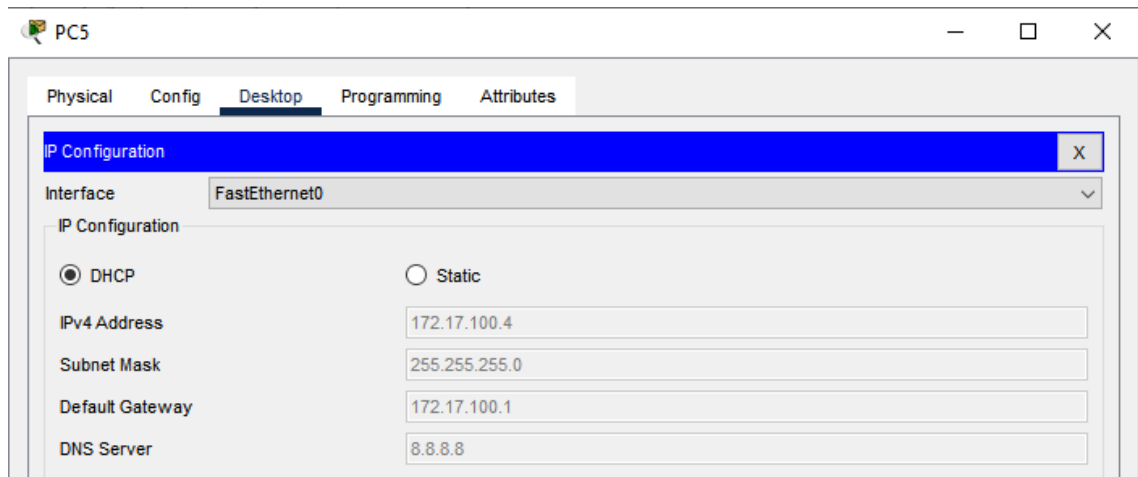 PC5
Physical Config Desktop Programming Attributes
IP Configuration X
Interface FastEthernet0
IP Configuration
DHCP Static
IPv4 Address 172.17.100.4
Subnet Mask 255.255.255.0
Default Gateway 172.17.100.1
DNS Server 8.8.8.8